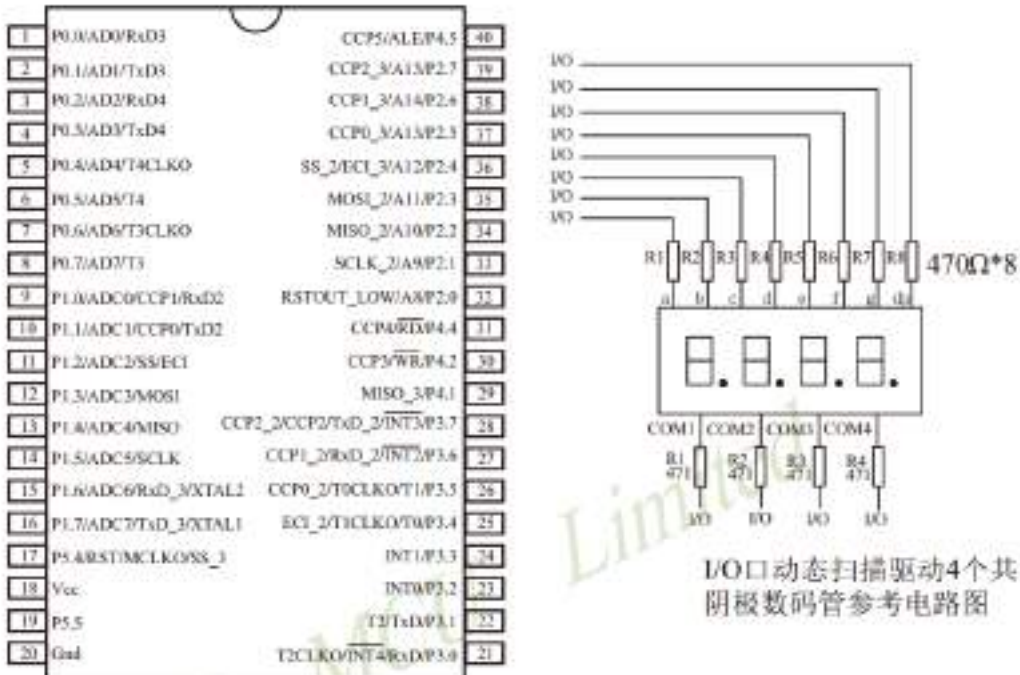 1 P0.0/AD0/RxD3
2 P0.1/AD1/TxD3
3 P0.2/AD2/RxD4
4 P0.3/AD3/TxD4
5 P0.4/AD4/T4CLKO
6 P0.5/AD5/T4
7 P0.6/AD6/T3CLKO
8 P0.7/AD7/T3
9 P1.0/ADC0/CCP1/RxD2
10 P1.1/ADC1/CCP0/TxD2
11 P1.2/ADC2/SS/ECI
12 P1.3/ADC3/MOSI
13 P1.4/ADC4/MISO
14 P1.5/ADC5/SCLK
15 P1.6/ADC6/RxD_3/XTAL2
16 P1.7/ADC7/TxD_3/XTAL1
17 P5.4/RST/MCLKO/SS_3
18 Vcc
19 P5.5
20 Gnd
CCP5/ALE/P4.5 40
CCP2_3/A15/P2.7 39
CCP1_3/A14/P2.6 38
CCP0_3/A13/P2.5 37
SS_2/ECI_3/A12/P2.4 36
MOSI_2/A11/P2.3 35
MISO_2/A10/P2.2 34
SCLK_2/A9/P2.1 33
RSTOUT_LOW/A8/P2.0 32
CCP4/RD/P4.4 31
CCP3/WR/P4.2 30
MISO_3/P4.1 29
CCP2_2/CCP2/TxD_2/INT3/P3.7 28
CCP1_2/RxD_2/INT2/P3.6 27
CCP0_2/T0CLKO/T1/P3.5 26
ECI_2/T1CLKO/T0/P3.4 25
INT1/P3.3 24
INT0/P3.2 23
T2/TxD/P3.1 22
T2CLKO/INT4/RxD/P3.0 21
I/O
I/O
I/O
I/O
I/O
I/O
I/O
I/O
R1 R2 R3 R4 R5 R6 R7 R8 470Ω*8
a b c d e f g dp
COM1 COM2 COM3 COM4
R1 R2 R3 R4
471 471 471 471
I/O I/O I/O I/O
I/O口动态扫描驱动4个共
阴极数码管参考电路图
MCU Limited